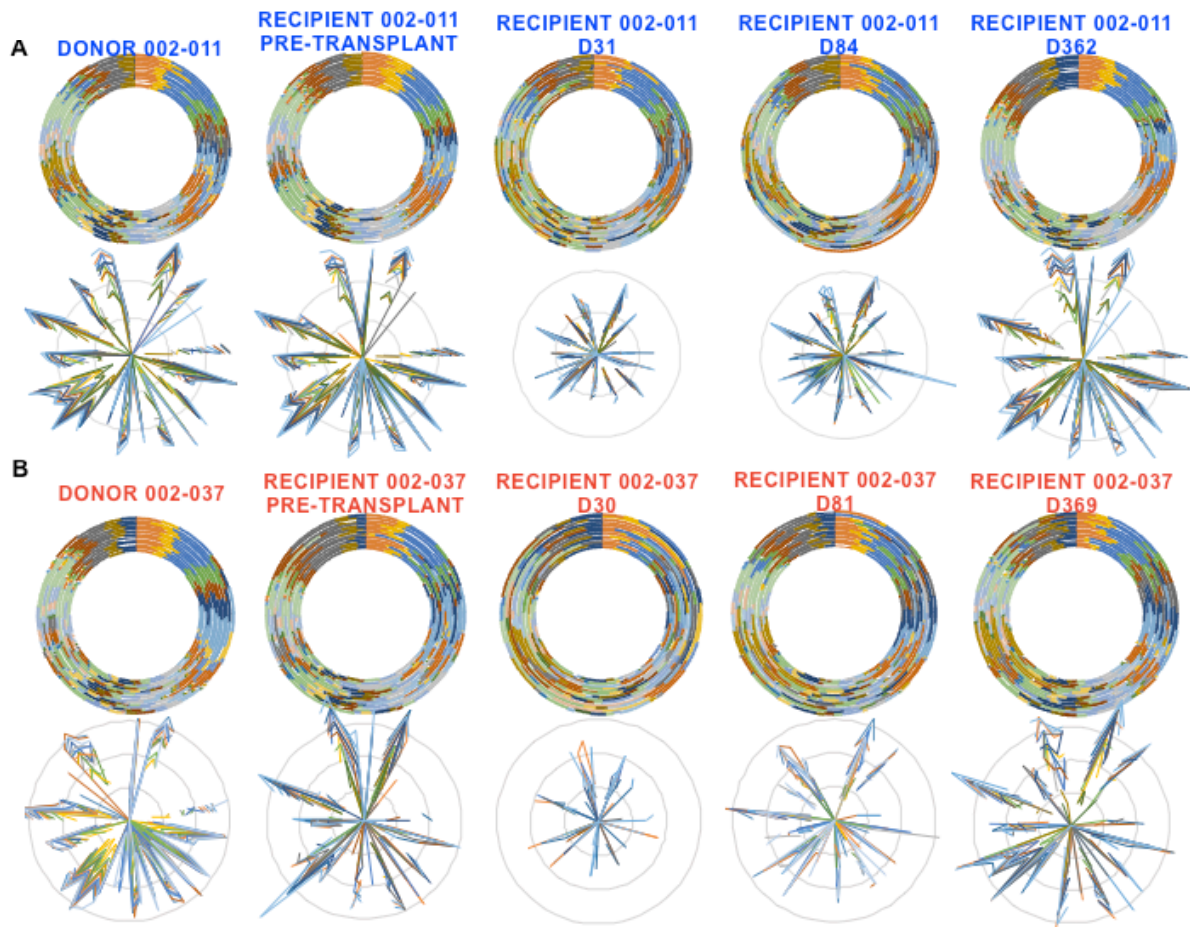 A
DONOR 002-011
RECIPIENT 002-011
PRE-TRANSPLANT
RECIPIENT 002-011
D31
RECIPIENT 002-011
D84
RECIPIENT 002-011
D362
B
DONOR 002-037
RECIPIENT 002-037
PRE-TRANSPLANT
RECIPIENT 002-037
D30
RECIPIENT 002-037
D81
RECIPIENT 002-037
D369